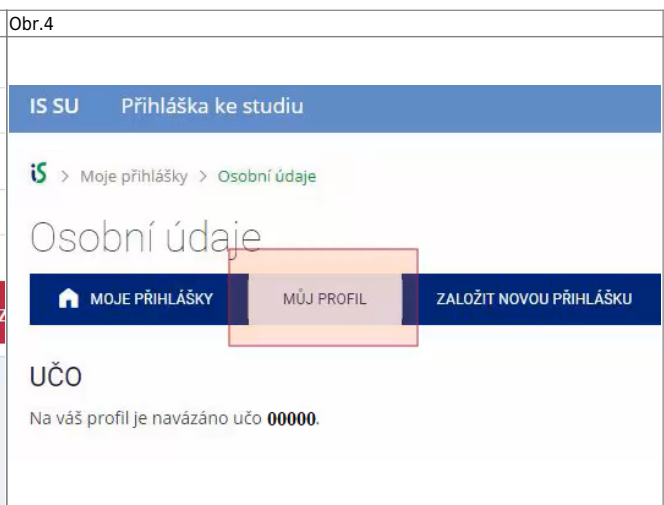 Obr.4
IS SU Přihláška ke studiu
iS > Moje přihlášky > Osobní údaje
Osobní údaje
MOJE PŘIHLÁŠKY MŮJ PROFIL ZALOŽIT NOVOU PŘIHLÁŠKU
UČO
Na váš profil je navázáno učo 00000.